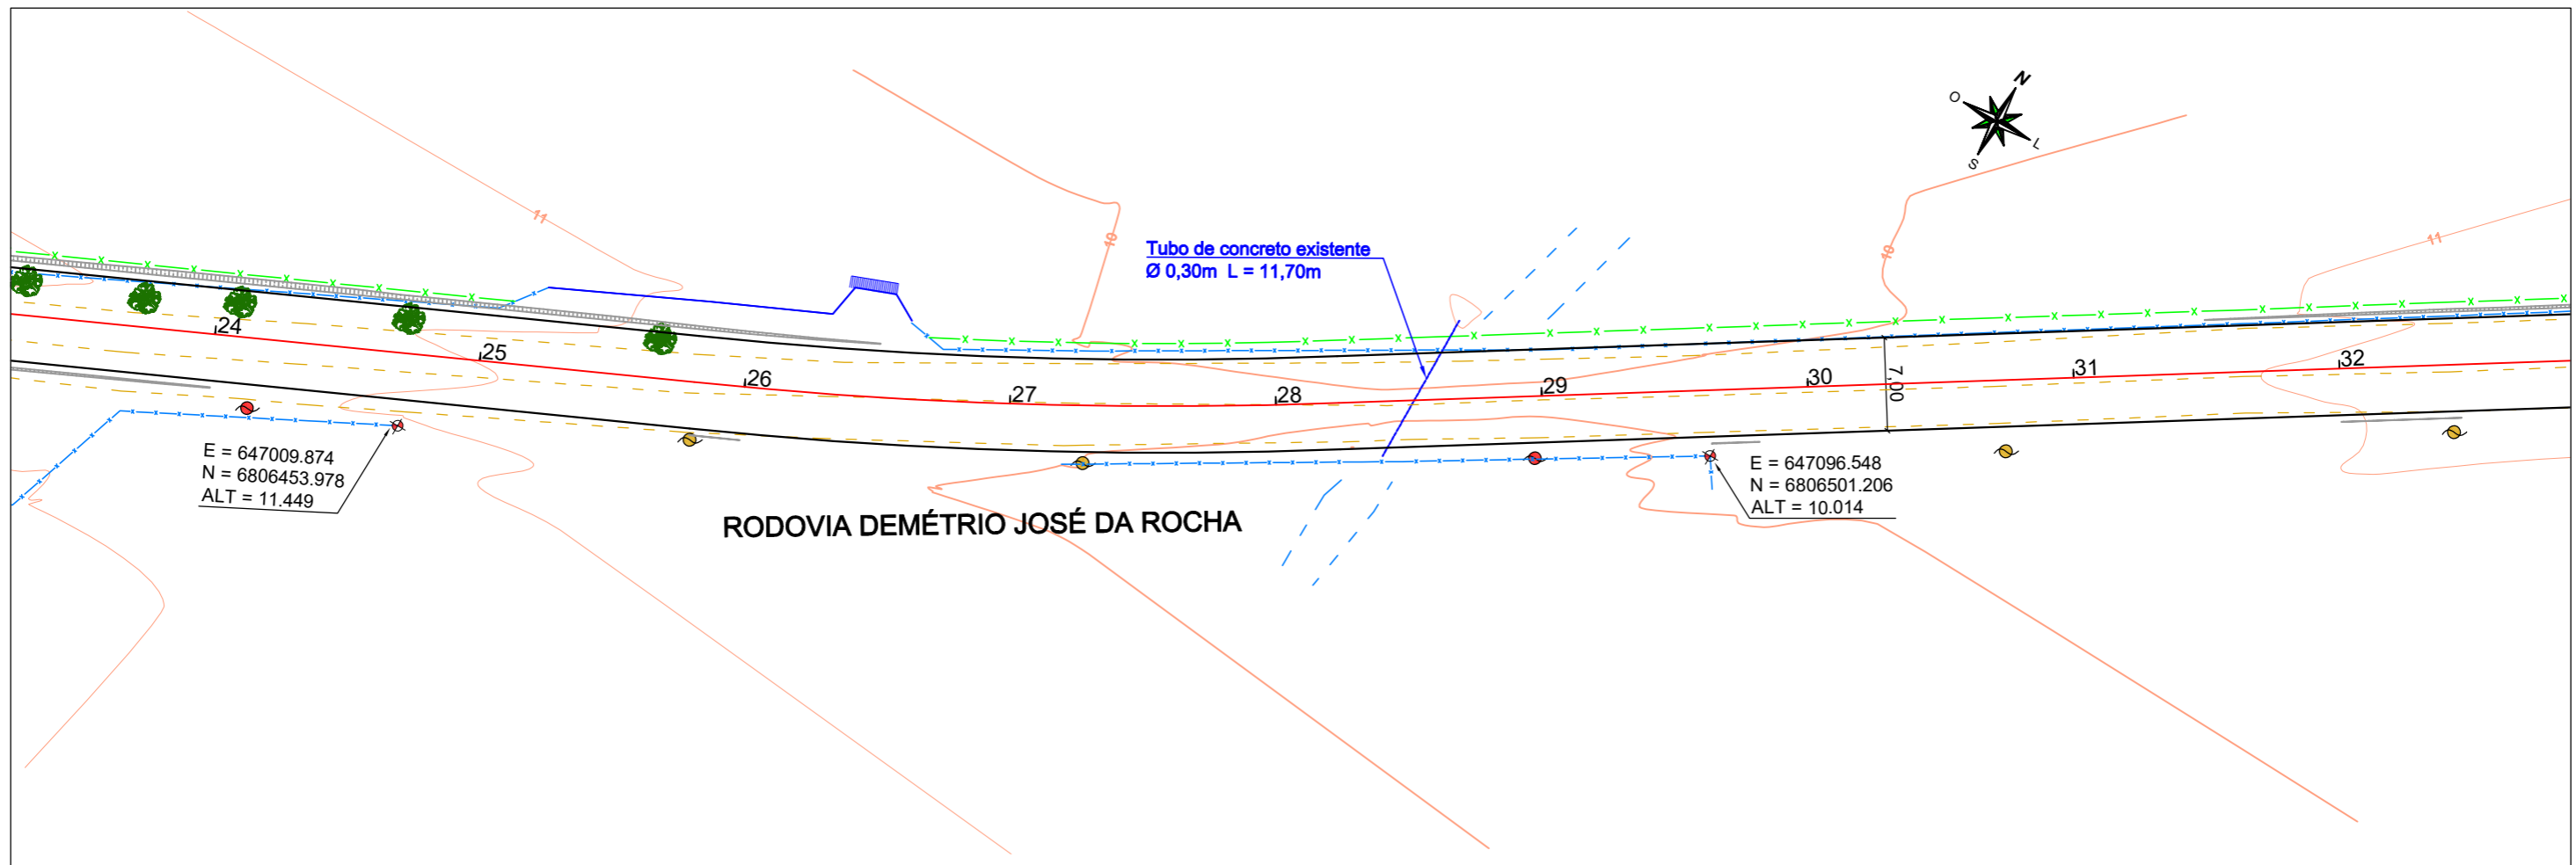 N
O
L
S
11
10
10
11
Tubo de concreto existente
Ø 0,30m L = 11,70m
24
25
26
27
28
29
30
31
32
7,00
E = 647009.874
N = 6806453.978
ALT = 11.449
E = 647096.548
N = 6806501.206
ALT = 10.014
RODOVIA DEMÉTRIO JOSÉ DA ROCHA